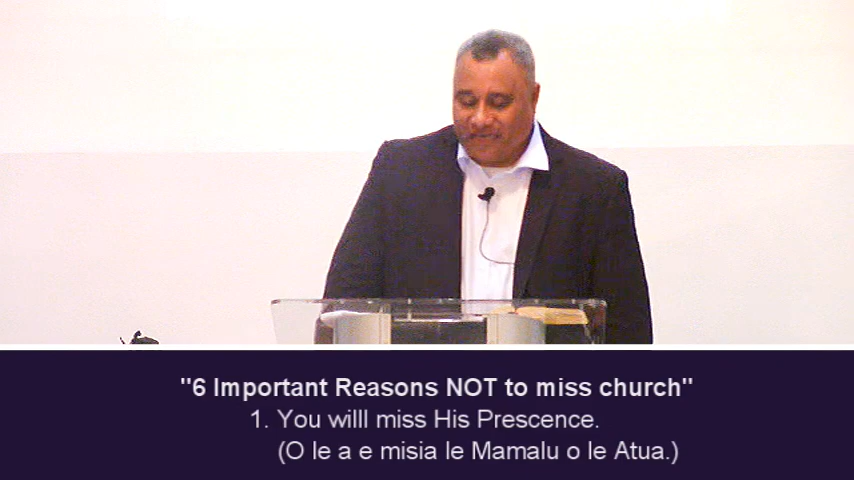 "6 Important Reasons NOT to miss church"
1. You willl miss His Prescence.
(O le a e misia le Mamalu o le Atua.)